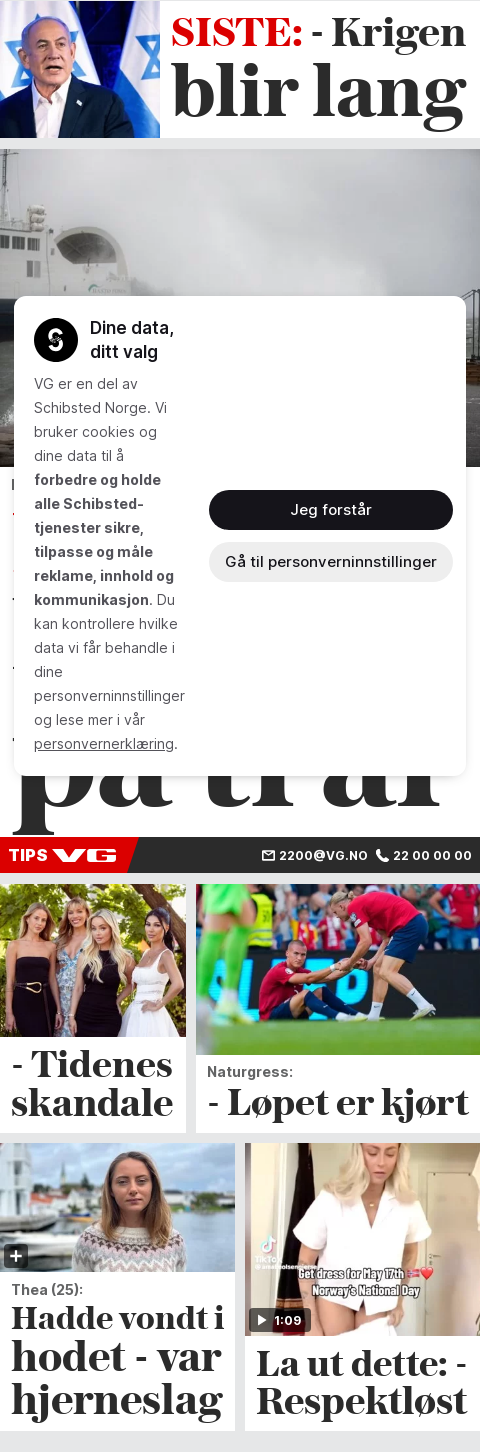 SISTE: - Krigen
blir lang
Dine data,
ditt valg
VG er en del av
Schibsted Norge. Vi
bruker cookies og
dine data til å
forbedre og holde
alle Schibsted-
tjenester sikre,
tilpasse og måle
reklame, innhold og
kommunikasjon. Du
kan kontrollere hvilke
data vi får behandle i
dine
personverninnstillinger
og lese mer i vår
personvernerklæring.
Jeg forstår
Gå til personverninnstillinger
på ti år
TIPS VG
2200@VG.NO 22 00 00 00
- Tidenes
skandale
Naturgress:
- Løpet er kjørt
Thea (25):
Hadde vondt i
hodet - var
hjerneslag
TikTok
Get dress for May 17th 🇳🇴❤️
Norway's National Day
1:09
La ut dette: -
Respektløst